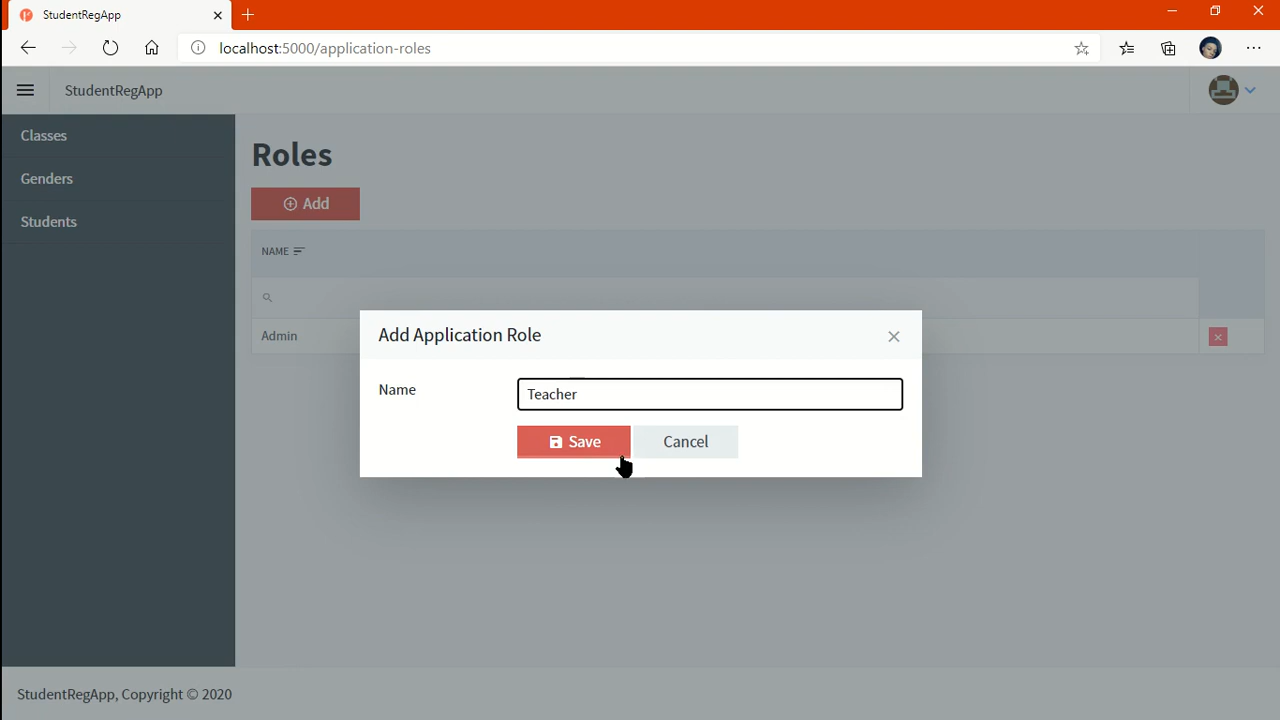 StudentRegApp
localhost:5000/application-roles
StudentRegApp
Classes
Genders
Students
Roles
Add
NAME
Admin
Add Application Role
Name
Teacher
Save
Cancel
StudentRegApp, Copyright © 2020